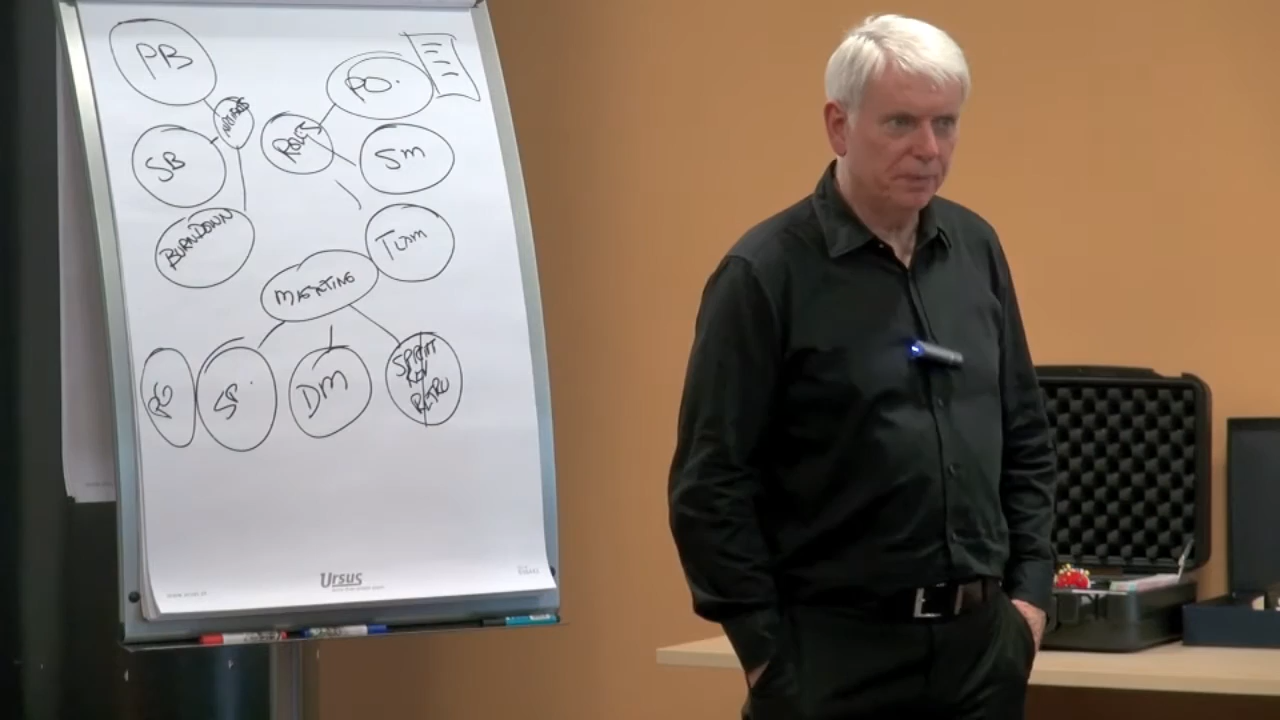 PB
PO.
SB
ROLES
SM
BURNDOWN
TEAM
MEETING
SP.
DM
SPRINT
REV
RETRO
Ursus